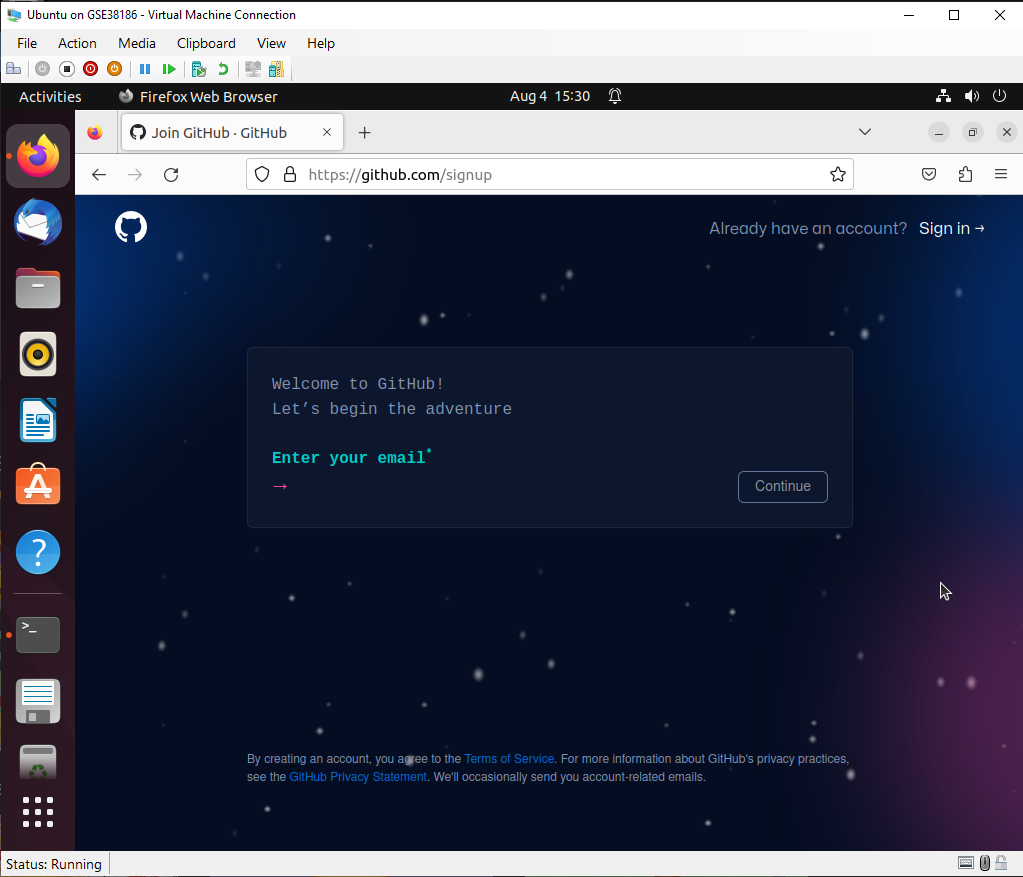 Ubuntu on GSE38186 - Virtual Machine Connection
File Action Media Clipboard View Help
Activities Firefox Web Browser Aug 4 15:30
Join GitHub · GitHub
https://github.com/signup
Already have an account? Sign in →
Welcome to GitHub!
Let’s begin the adventure
Enter your email*
→ Continue
By creating an account, you agree to the Terms of Service. For more information about GitHub's privacy practices,
see the GitHub Privacy Statement. We'll occasionally send you account-related emails.
Status: Running